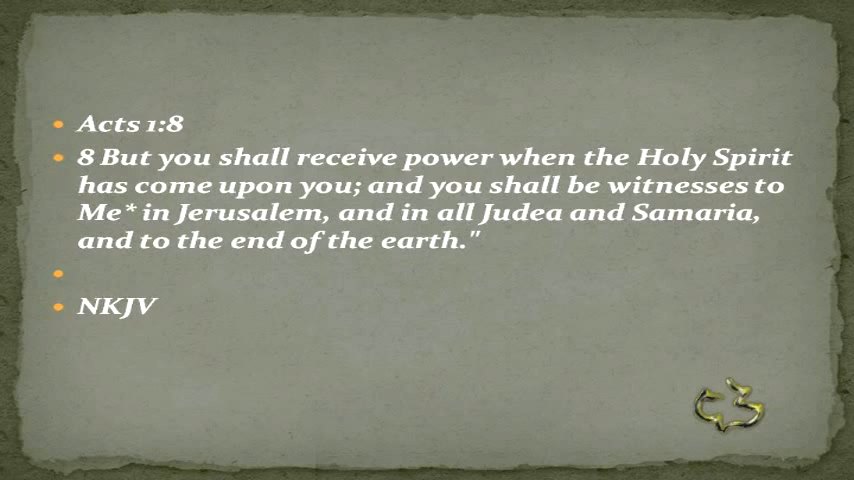 Acts 1:8
8 But you shall receive power when the Holy Spirit
has come upon you; and you shall be witnesses to
Me* in Jerusalem, and in all Judea and Samaria,
and to the end of the earth."
NKJV